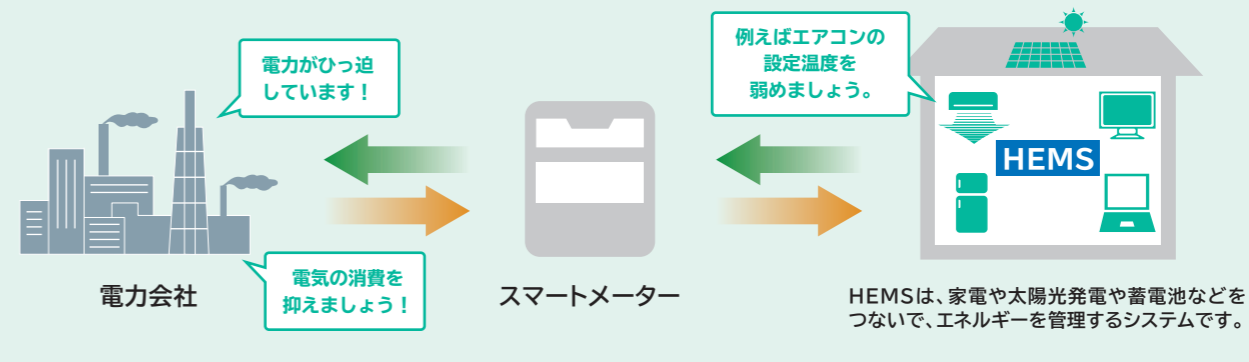 電力がひっ迫
しています！
電気の消費を
抑えましょう！
電力会社
スマートメーター
例えばエアコンの
設定温度を
弱めましょう。
HEMS
HEMSは、家電や太陽光発電や蓄電池などを
つないで、エネルギーを管理するシステムです。